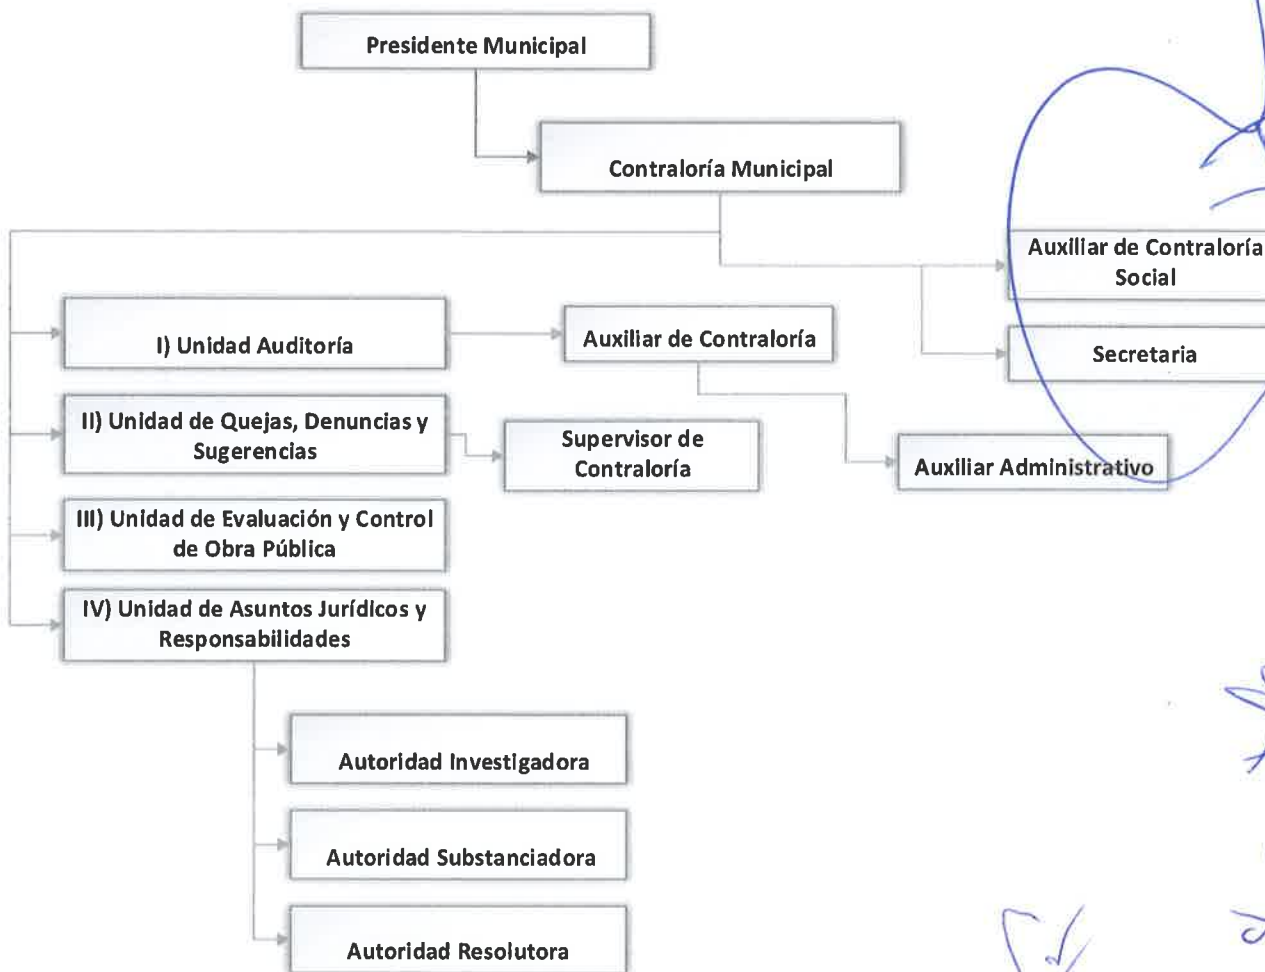 Presidente Municipal
Contraloría Municipal
Auxiliar de Contraloría
Social
Secretaria
I) Unidad Auditoría
Auxiliar de Contraloría
II) Unidad de Quejas, Denuncias y
Sugerencias
Supervisor de
Contraloría
Auxiliar Administrativo
III) Unidad de Evaluación y Control
de Obra Pública
IV) Unidad de Asuntos Jurídicos y
Responsabilidades
Autoridad Investigadora
Autoridad Substanciadora
Autoridad Resolutora